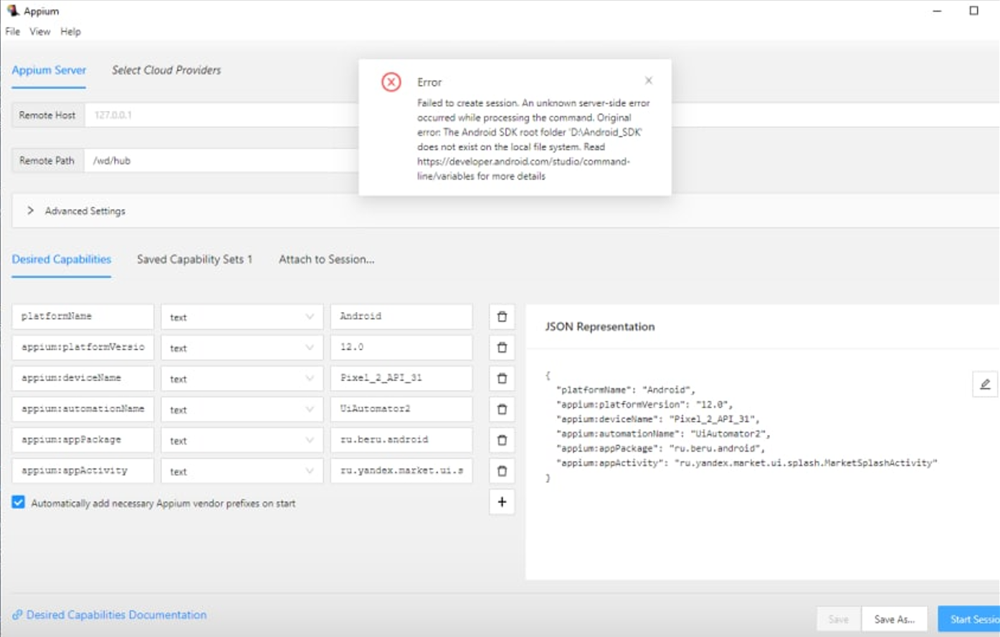 Appium
File View Help
Appium Server Select Cloud Providers
Error
Failed to create session. An unknown server-side error
occurred while processing the command. Original
error: The Android SDK root folder 'D:\Android_SDK'
does not exist on the local file system. Read
https://developer.android.com/studio/command-
line/variables for more details
Remote Host 127.0.0.1
Remote Path /wd/hub
Advanced Settings
Desired Capabilities Saved Capability Sets 1 Attach to Session...
platformName text Android
appium:platformVersio text 12.0
appium:deviceName text Pixel_2_API_31
appium:automationName text UiAutomator2
appium:appPackage text ru.beru.android
appium:appActivity text ru.yandex.market.ui.s
Automatically add necessary Appium vendor prefixes on start
JSON Representation
{
"platformName": "Android",
"appium:platformVersion": "12.0",
"appium:deviceName": "Pixel_2_API_31",
"appium:automationName": "UiAutomator2",
"appium:appPackage": "ru.beru.android",
"appium:appActivity": "ru.yandex.market.ui.splash.MarketSplashActivity"
}
Desired Capabilities Documentation
Save Save As... Start Sessio